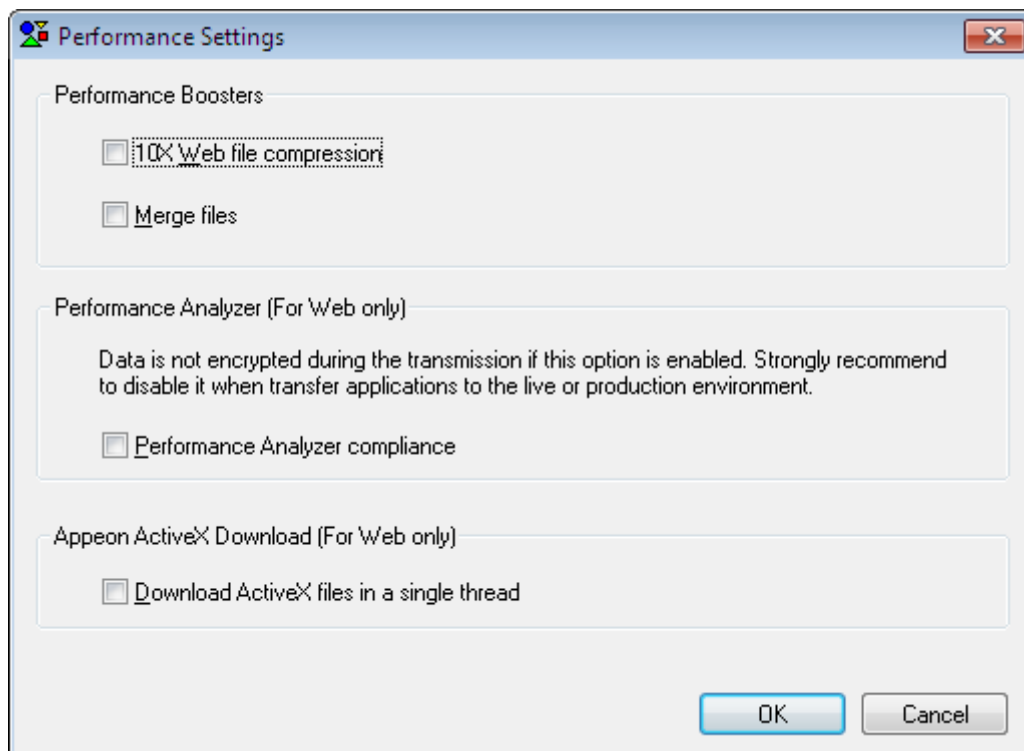 Performance Settings
Performance Boosters
10X Web file compression
Merge files
Performance Analyzer (For Web only)
Data is not encrypted during the transmission if this option is enabled. Strongly recommend
to disable it when transfer applications to the live or production environment.
Performance Analyzer compliance
Appeon ActiveX Download (For Web only)
Download ActiveX files in a single thread
OK
Cancel